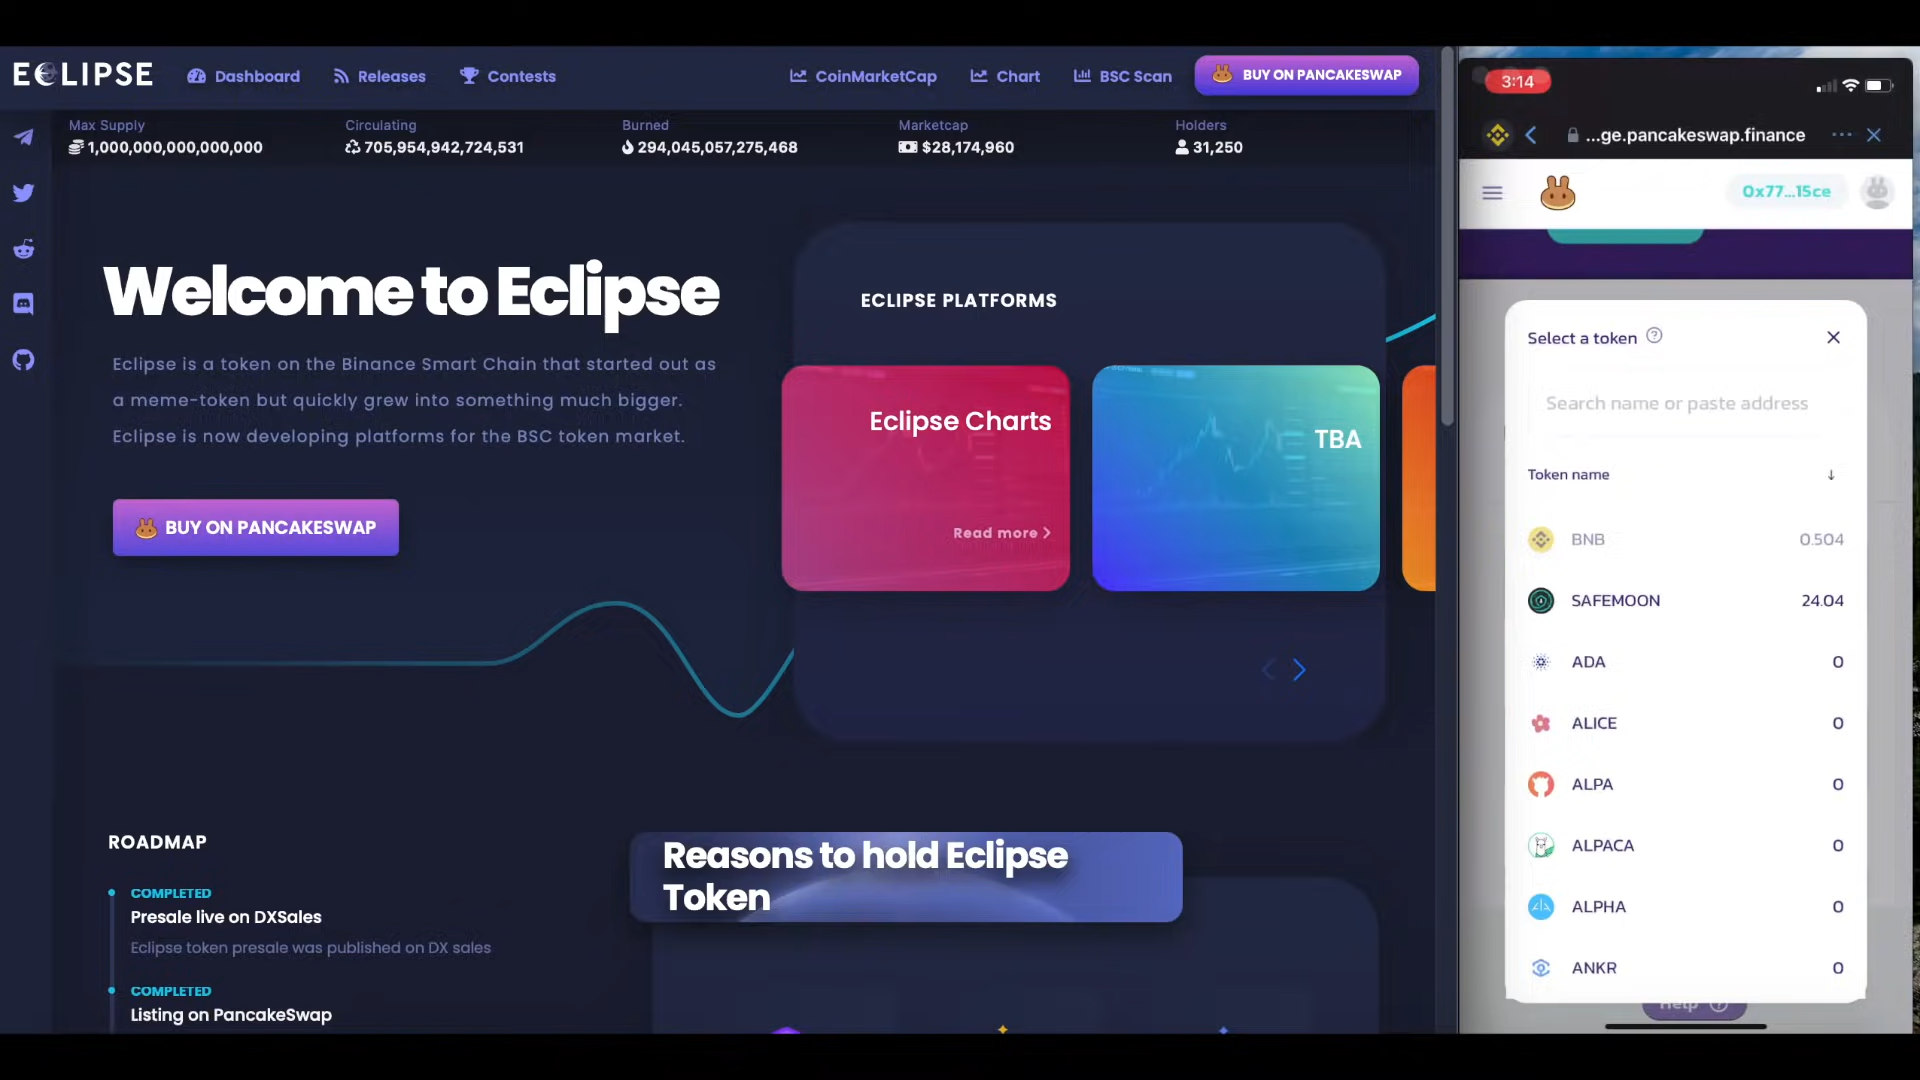 ECLIPSE
Dashboard
Releases
Contests
CoinMarketCap
Chart
BSC Scan
BUY ON PANCAKESWAP
Max Supply
1,000,000,000,000,000
Circulating
705,954,942,724,531
Burned
294,045,057,275,468
Marketcap
$28,174,960
Holders
31,250
Welcome to Eclipse
Eclipse is a token on the Binance Smart Chain that started out as
a meme-token but quickly grew into something much bigger.
Eclipse is now developing platforms for the BSC token market.
BUY ON PANCAKESWAP
ECLIPSE PLATFORMS
Eclipse Charts
Read more
TBA
ROADMAP
COMPLETED
Presale live on DXSales
Eclipse token presale was published on DX sales
COMPLETED
Listing on PancakeSwap
Reasons to hold Eclipse
Token
3:14
...ge.pancakeswap.finance
0x77...15ce
Select a token
Search name or paste address
Token name
BNB 0.504
SAFEMOON 24.04
ADA 0
ALICE 0
ALPA 0
ALPACA 0
ALPHA 0
ANKR 0
Help